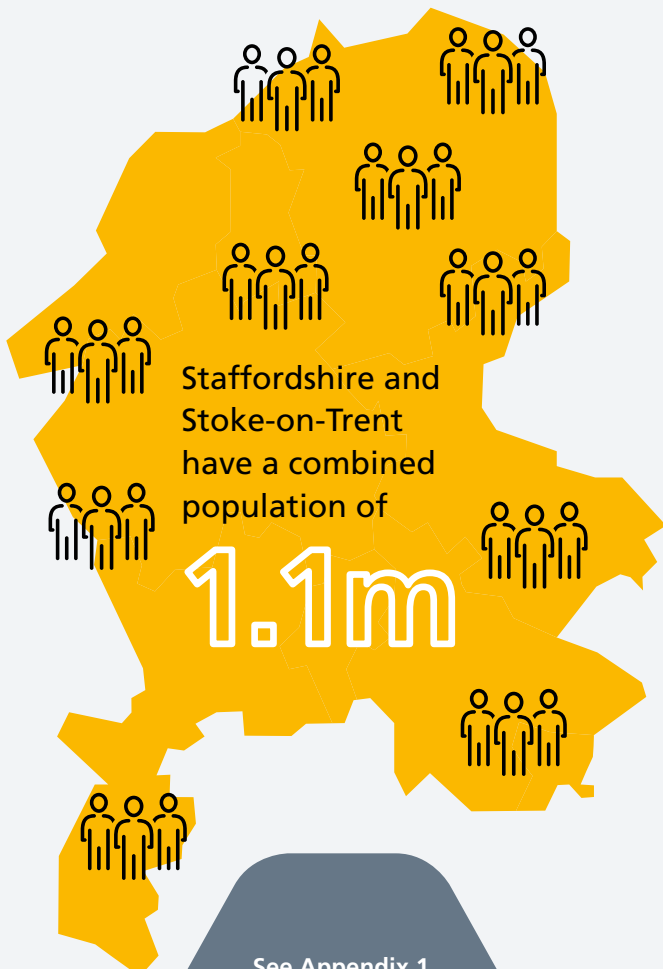 Staffordshire and
Stoke-on-Trent
have a combined
population of
1.1m
See Appendix 1